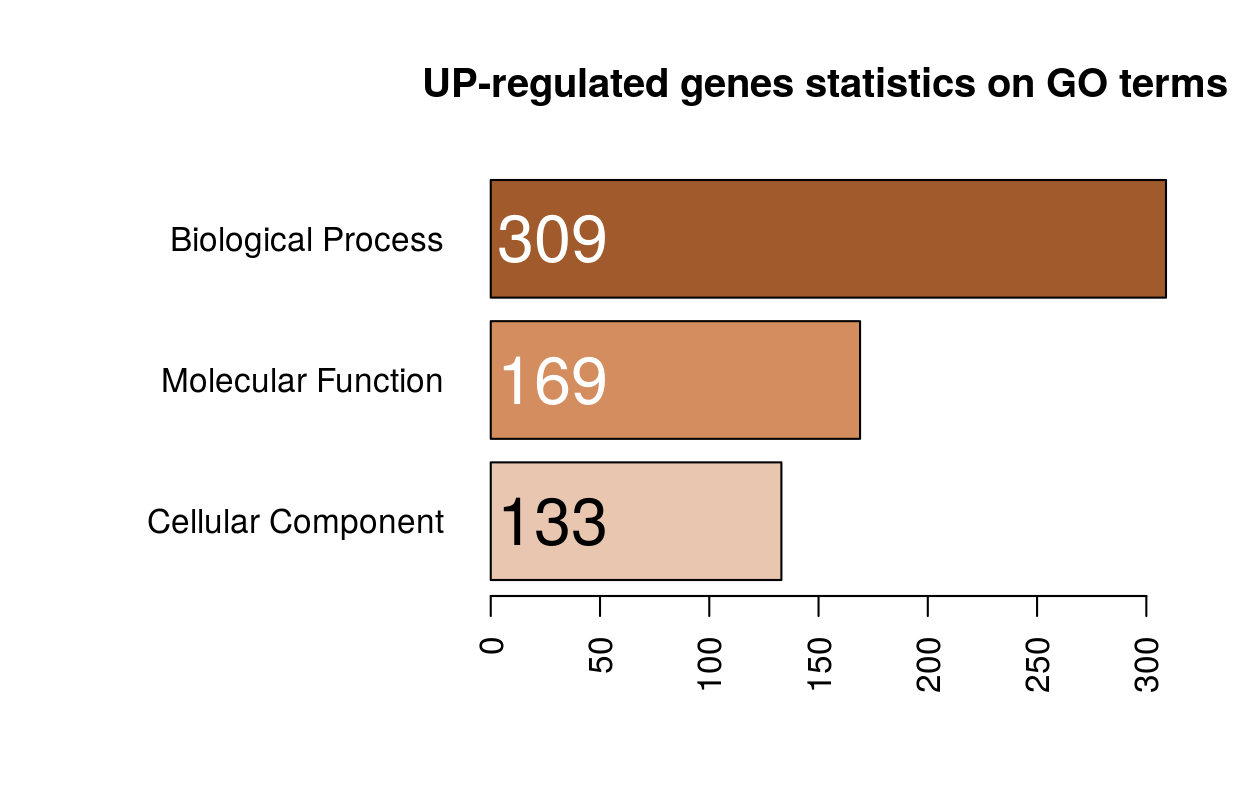 UP-regulated genes statistics on GO terms
Biological Process 309
Molecular Function 169
Cellular Component 133
0 50 100 150 200 250 300